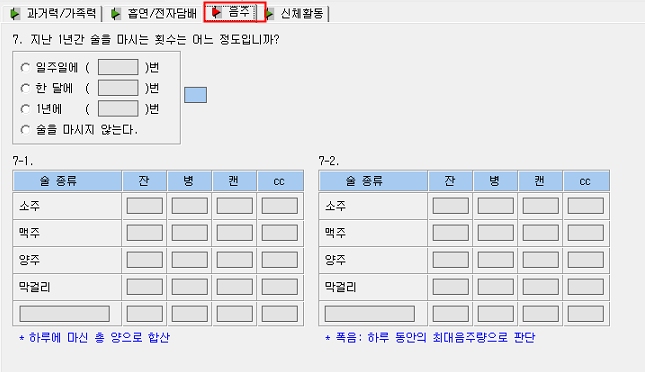 과거력/가족력 흡연/전자담배 음주 신체활동
7. 지난 1년간 술을 마시는 횟수는 어느 정도입니까?
일주일에 ( )번
한 달에 ( )번
1년에 ( )번
술을 마시지 않는다.
7-1.
술 종류 잔 병 캔 cc
소주
맥주
양주
막걸리
* 하루에 마신 총 양으로 합산
7-2.
술 종류 잔 병 캔 cc
소주
맥주
양주
막걸리
* 폭음: 하루 동안의 최대음주량으로 판단